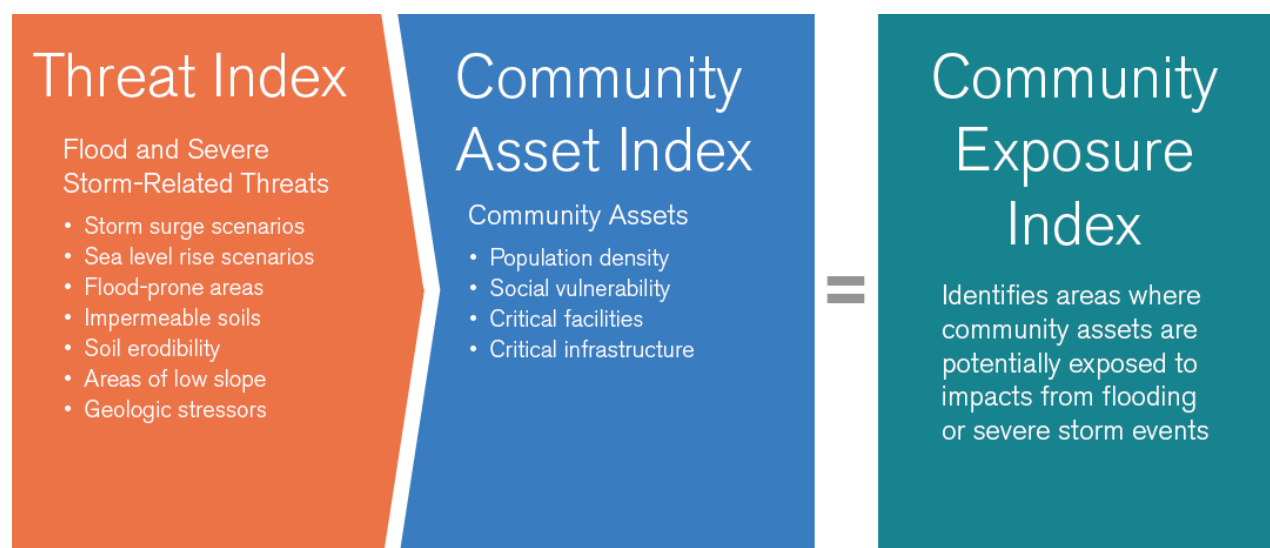 Threat Index
Flood and Severe
Storm-Related Threats
• Storm surge scenarios
• Sea level rise scenarios
• Flood-prone areas
• Impermeable soils
• Soil erodibility
• Areas of low slope
• Geologic stressors
Community
Asset Index
Community Assets
• Population density
• Social vulnerability
• Critical facilities
• Critical infrastructure
=
Community
Exposure
Index
Identifies areas where
community assets are
potentially exposed to
impacts from flooding
or severe storm events